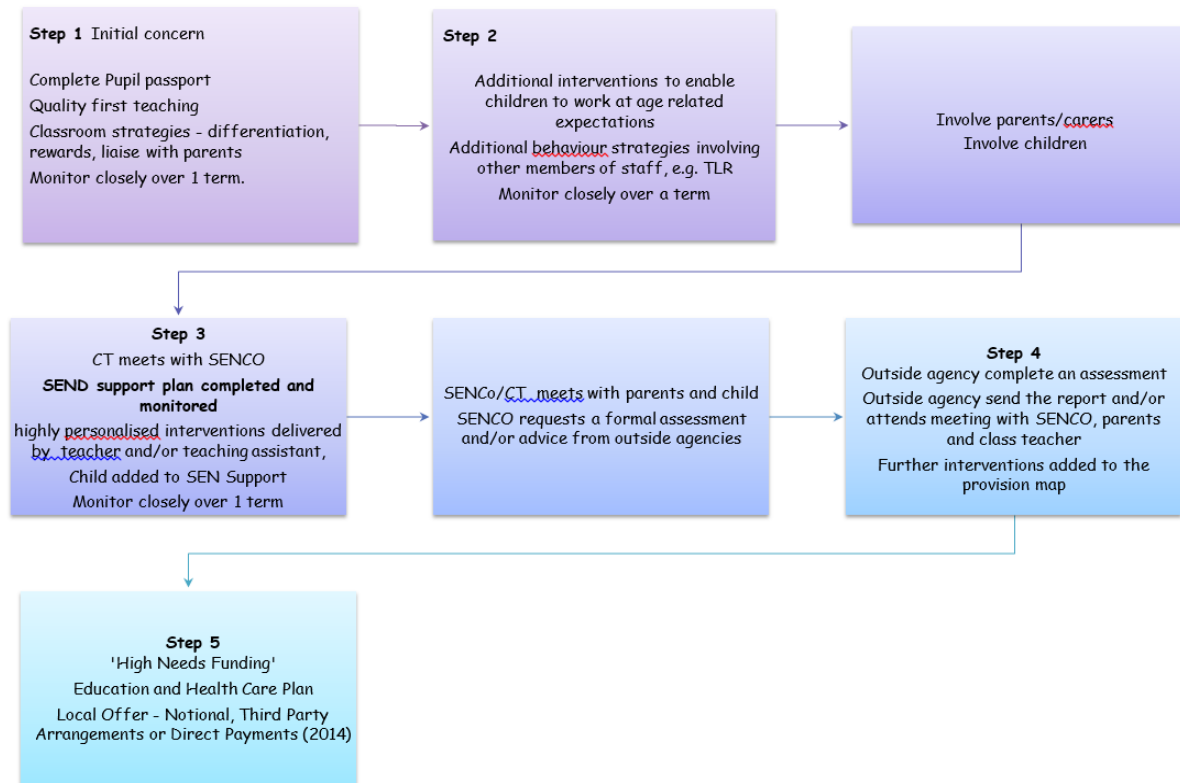 Step 1 Initial concern
Complete Pupil passport
Quality first teaching
Classroom strategies - differentiation,
rewards, liaise with parents
Monitor closely over 1 term.
Step 2
Additional interventions to enable
children to work at age related
expectations
Additional behaviour strategies involving
other members of staff, e.g. TLR
Monitor closely over a term
Involve parents/carers
Involve children
Step 3
CT meets with SENCO
SEND support plan completed and
monitored
highly personalised interventions delivered
by teacher and/or teaching assistant,
Child added to SEN Support
Monitor closely over 1 term
SENCo/CT meets with parents and child
SENCO requests a formal assessment
and/or advice from outside agencies
Step 4
Outside agency complete an assessment
Outside agency send the report and/or
attends meeting with SENCO, parents
and class teacher
Further interventions added to the
provision map
Step 5
'High Needs Funding'
Education and Health Care Plan
Local Offer - Notional, Third Party
Arrangements or Direct Payments (2014)